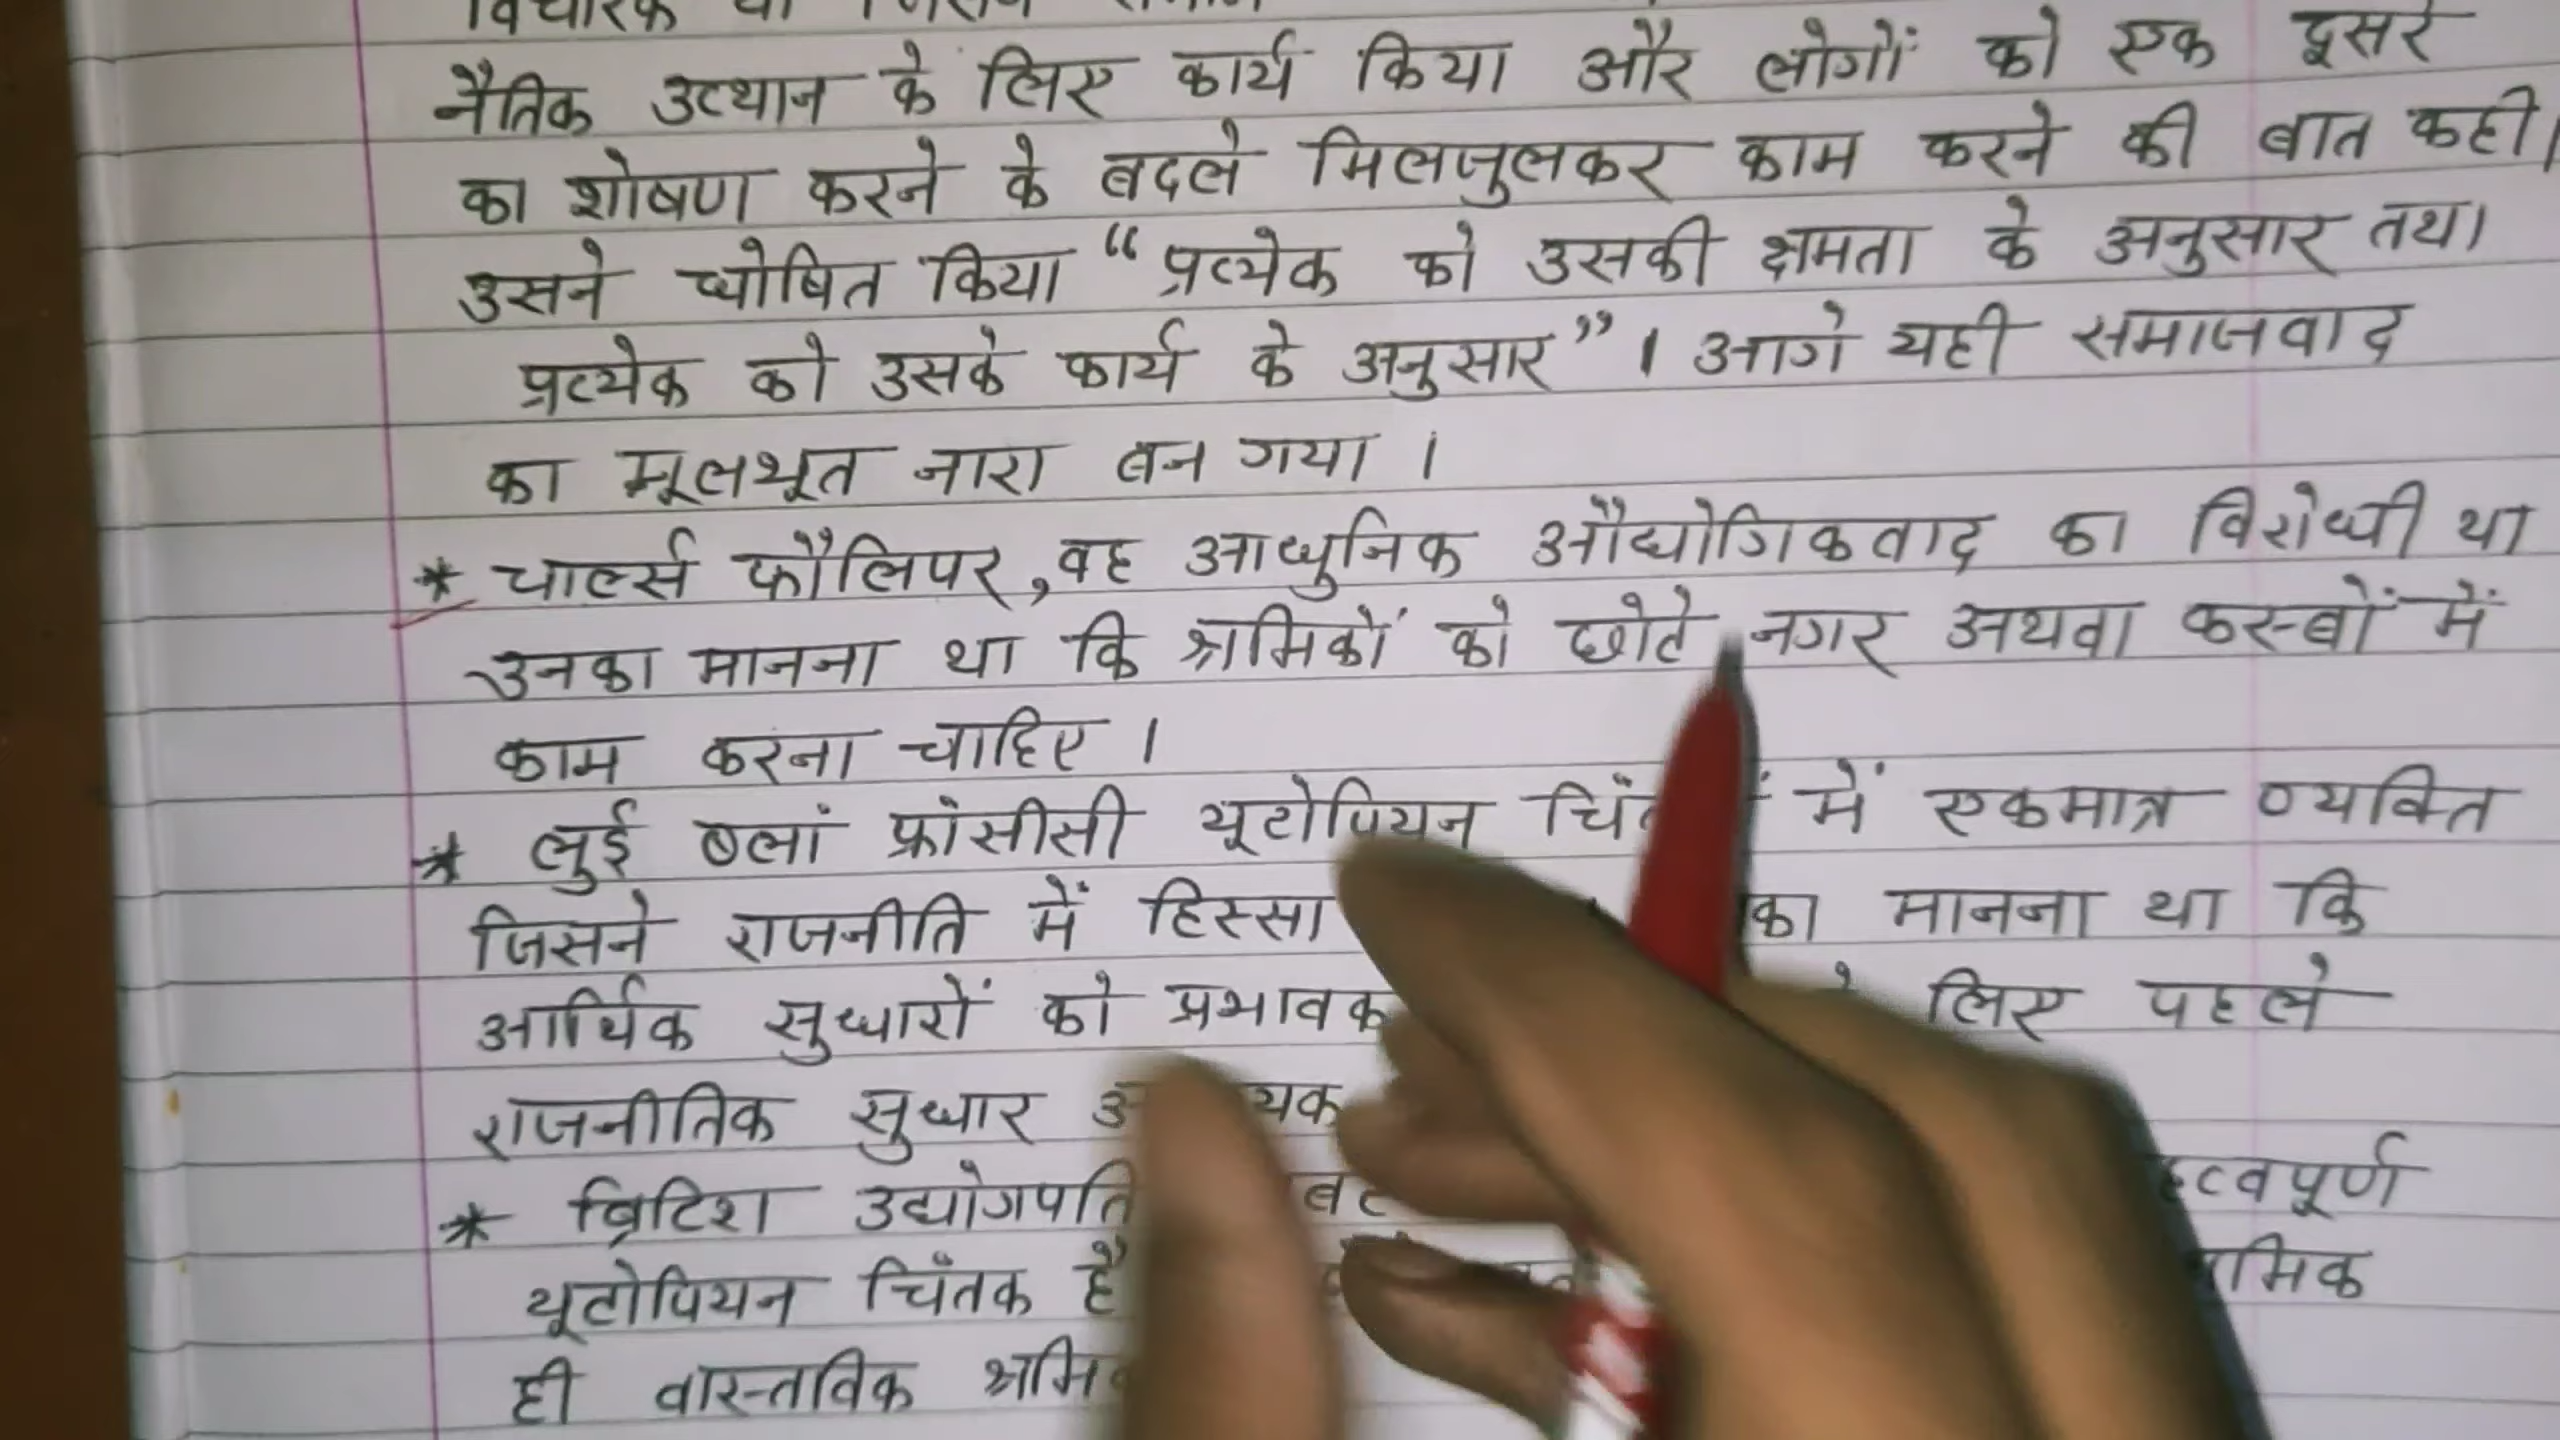 नैतिक उत्थान के लिए कार्य किया और लोगों को एक दूसरे
का शोषण करने के बदले मिलजुलकर काम करने की बात कही।
उसने घोषित किया “प्रत्येक को उसकी क्षमता के अनुसार तथा
प्रत्येक को उसके कार्य के अनुसार”। आगे यही समाजवाद
का मूलभूत नारा बन गया ।
* चार्ल्स फौलिपर, वह आधुनिक औद्योगिकवाद का विरोधी था
उनका मानना था कि श्रामिकों को छोटे नगर अथवा कस्बों में
काम करना चाहिए ।
* लुई ब्लां फ्रांसीसी यूटोपियन में एकमात्र व्यक्ति
जिसने राजनीति में हिस्सा मानना था कि
आर्थिक सुधारों को लिए पहले
राजनीतिक सुधार
* ब्रिटिश उद्योगपति
यूटोपियन चिंतक है
ही वास्तविक